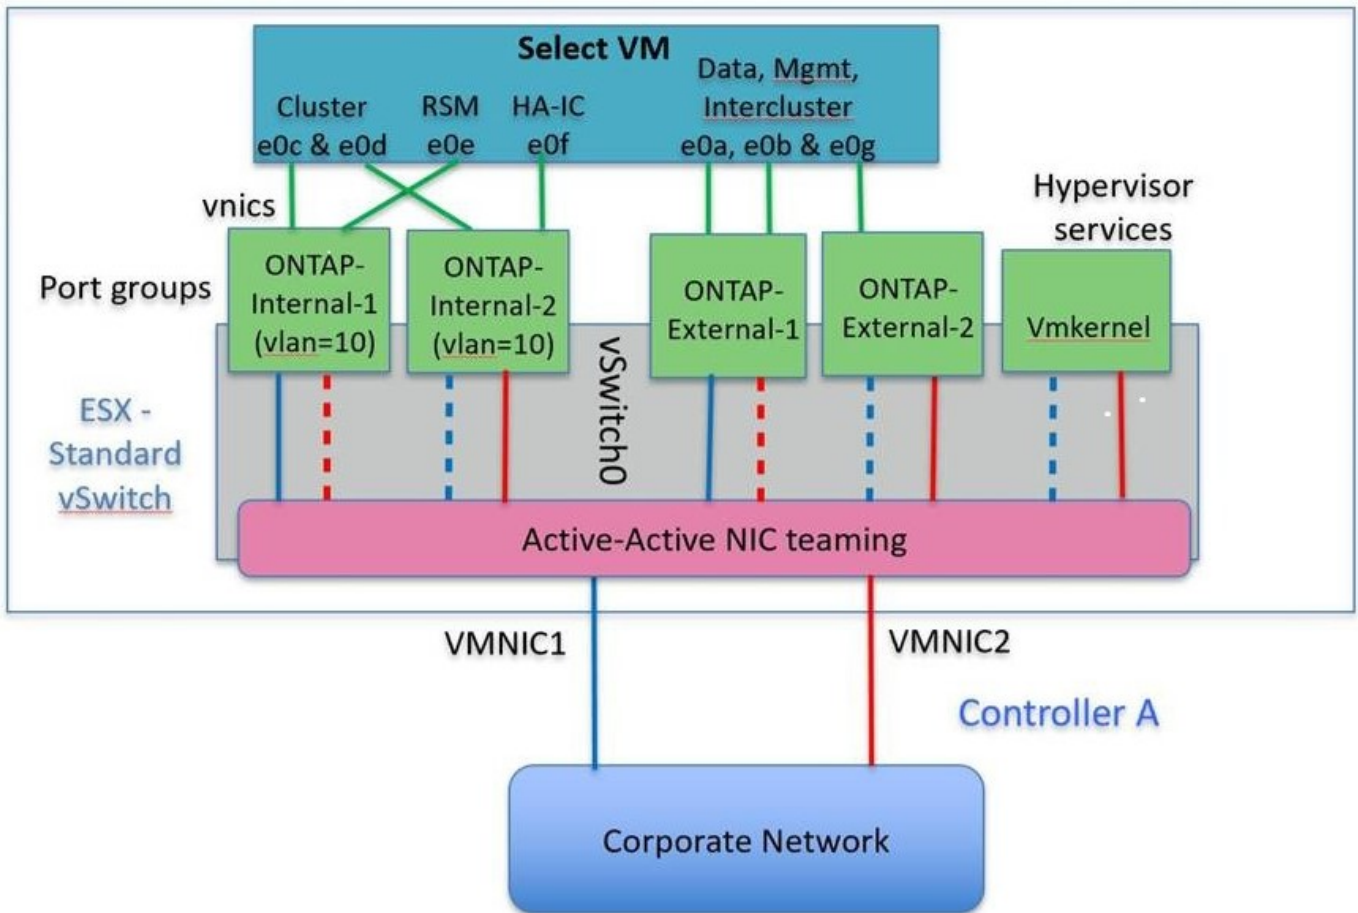 Select VM
Cluster
e0c & e0d
RSM
e0e
HA-IC
e0f
Data, Mgmt,
Intercluster
e0a, e0b & e0g
vnics
Hypervisor
services
Port groups
ONTAP-
Internal-1
(vlan=10)
ONTAP-
Internal-2
(vlan=10)
ONTAP-
External-1
ONTAP-
External-2
Vmkernel
ESX -
Standard
vSwitch
vSwitch0
Active-Active NIC teaming
VMNIC1
VMNIC2
Controller A
Corporate Network